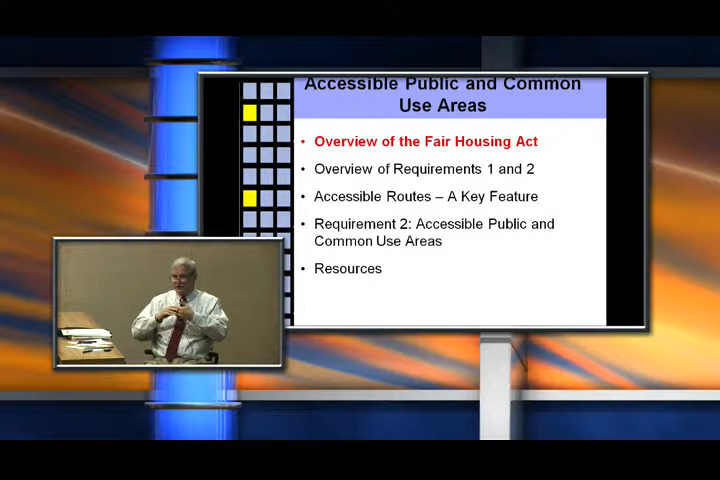 Accessible Public and Common
Use Areas
• Overview of the Fair Housing Act
• Overview of Requirements 1 and 2
• Accessible Routes – A Key Feature
• Requirement 2: Accessible Public and
Common Use Areas
• Resources